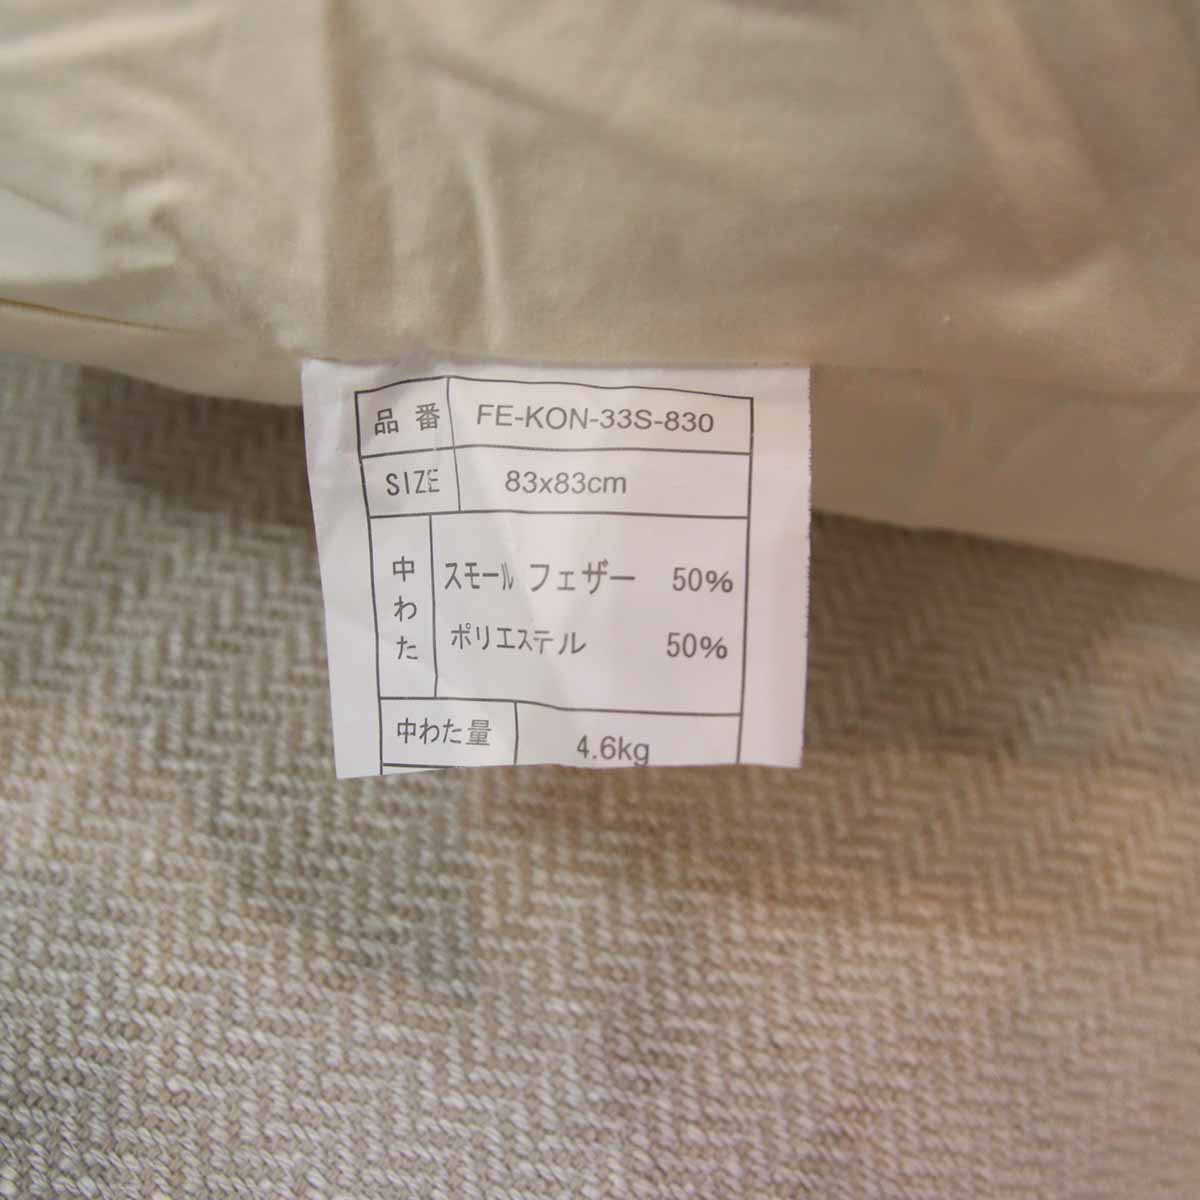 品番 FE-KON-33S-830
SIZE 83x83cm
中わた スモール フェザー 50%
ポリエステル 50%
中わた量 4.6kg